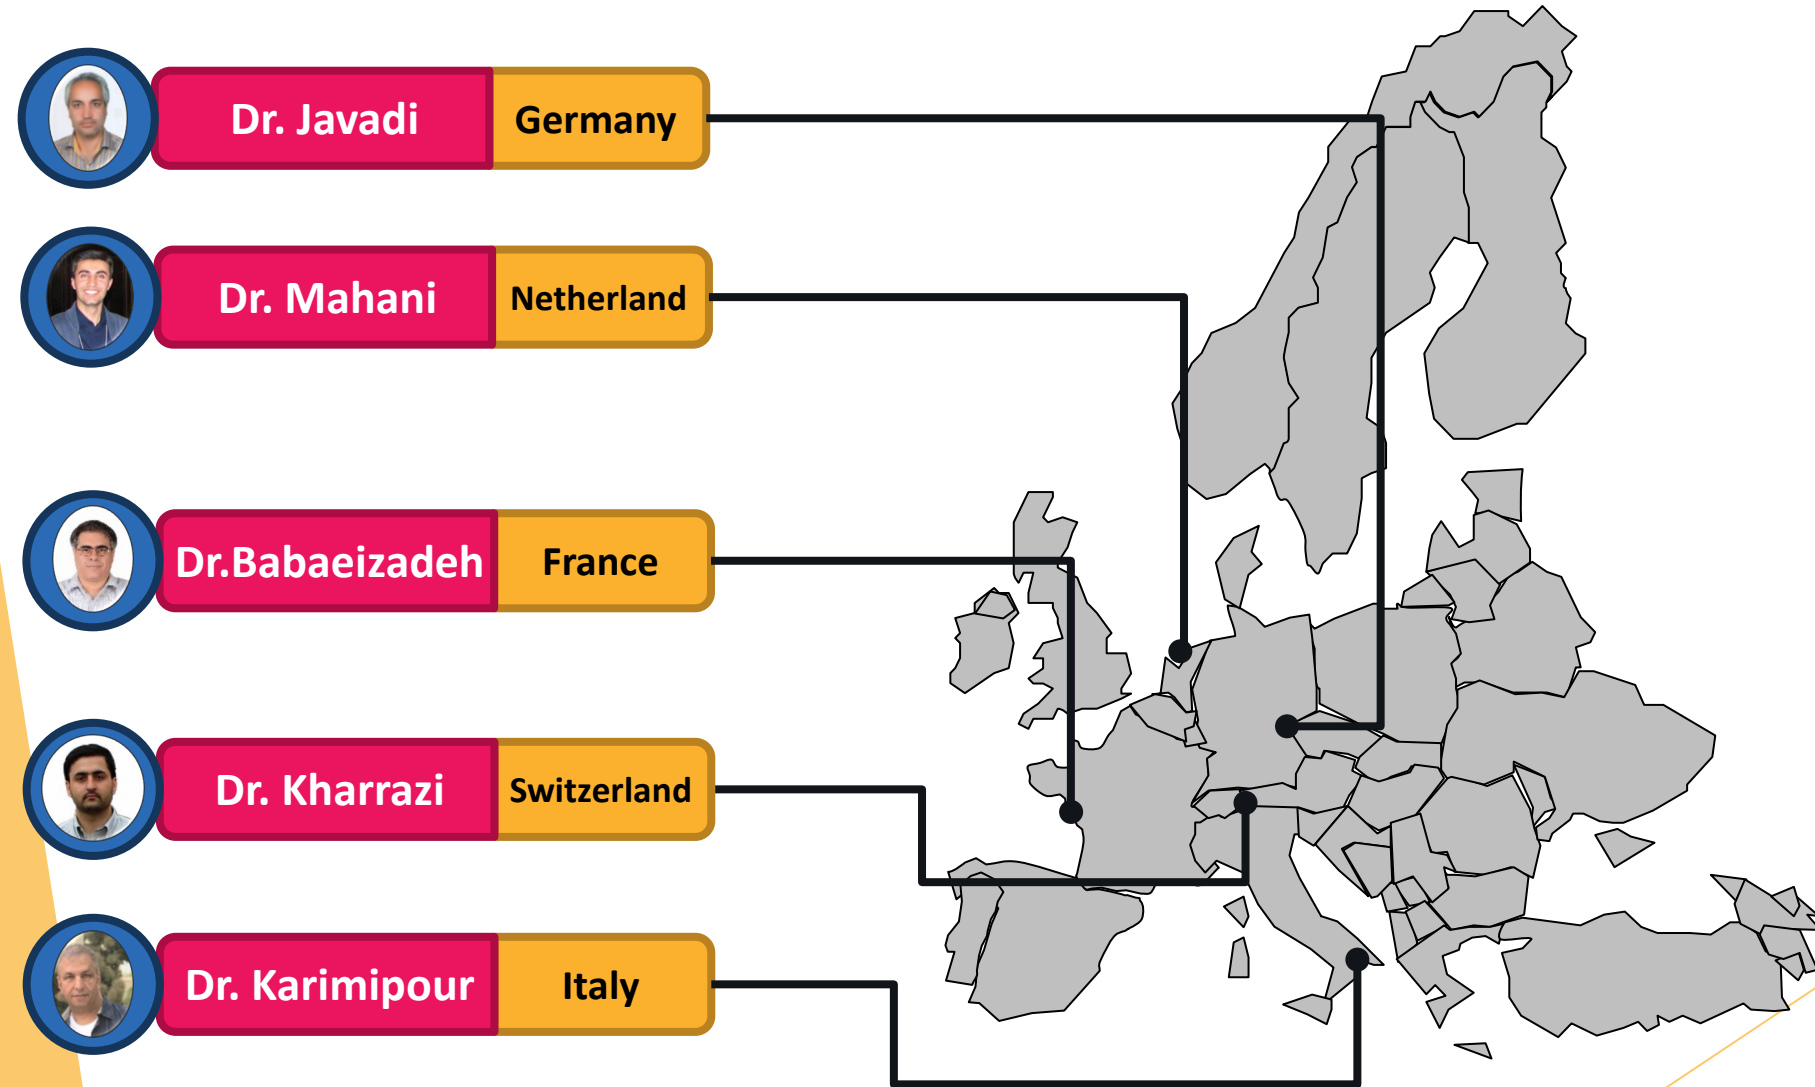 Dr. Javadi Germany
Dr. Mahani Netherland
Dr.Babaeizadeh France
Dr. Kharrazi Switzerland
Dr. Karimipour Italy